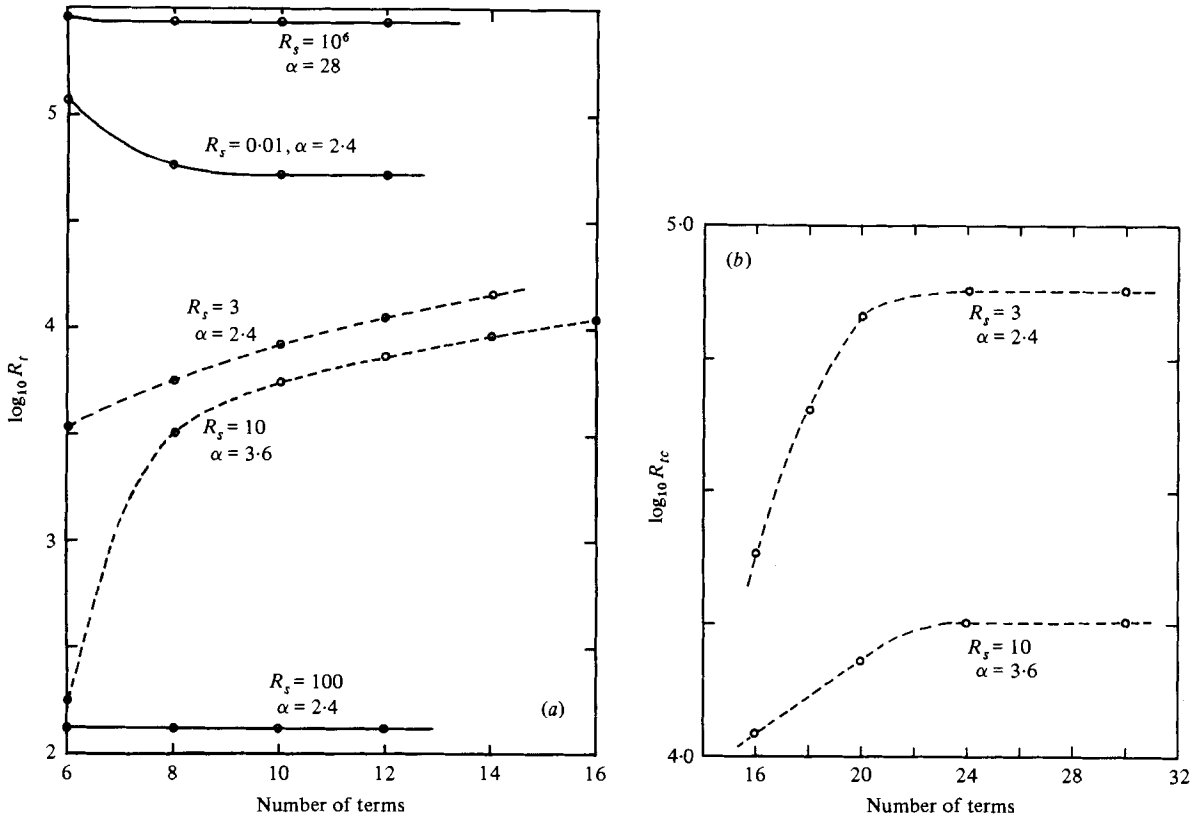 R_s = 10^6
α = 28
5
R_s = 0·01, α = 2·4
R_s = 3
α = 2·4
4
log₁₀ R_t
R_s = 10
α = 3·6
3
R_s = 100
α = 2·4
(a)
2
6 8 10 12 14 16
Number of terms
5·0
(b)
R_s = 3
α = 2·4
log₁₀ R_tc
R_s = 10
α = 3·6
4·0
16 20 24 28 32
Number of terms